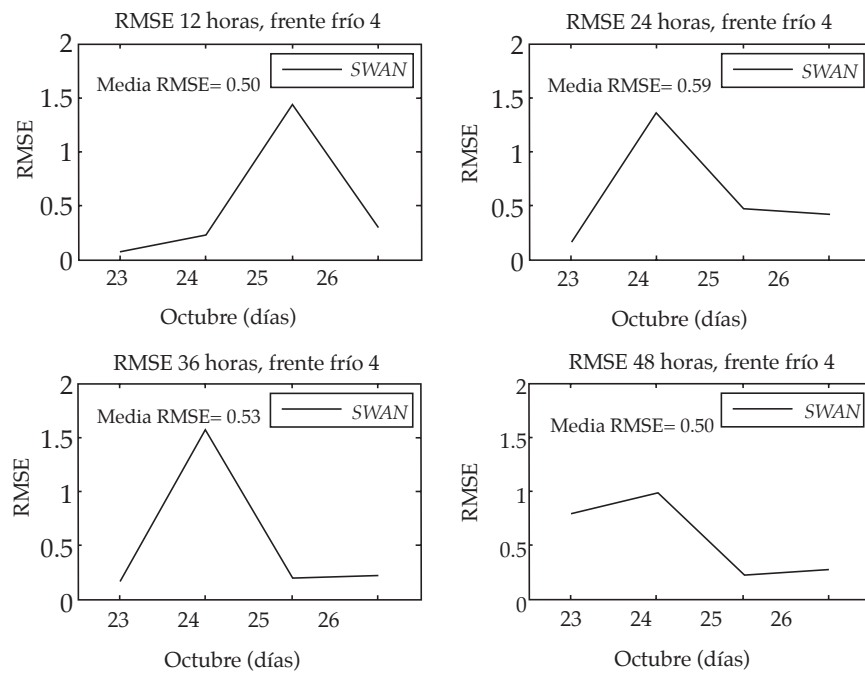 RMSE 12 horas, frente frío 4
2
1.5
1
0.5
0
RMSE
Media RMSE= 0.50
SWAN
23 24 25 26
Octubre (días)
RMSE 24 horas, frente frío 4
2
1.5
1
0.5
0
RMSE
Media RMSE= 0.59
SWAN
23 24 25 26
Octubre (días)
RMSE 36 horas, frente frío 4
2
1.5
1
0.5
0
RMSE
Media RMSE= 0.53
SWAN
23 24 25 26
Octubre (días)
RMSE 48 horas, frente frío 4
2
1.5
1
0.5
0
RMSE
Media RMSE= 0.50
SWAN
23 24 25 26
Octubre (días)